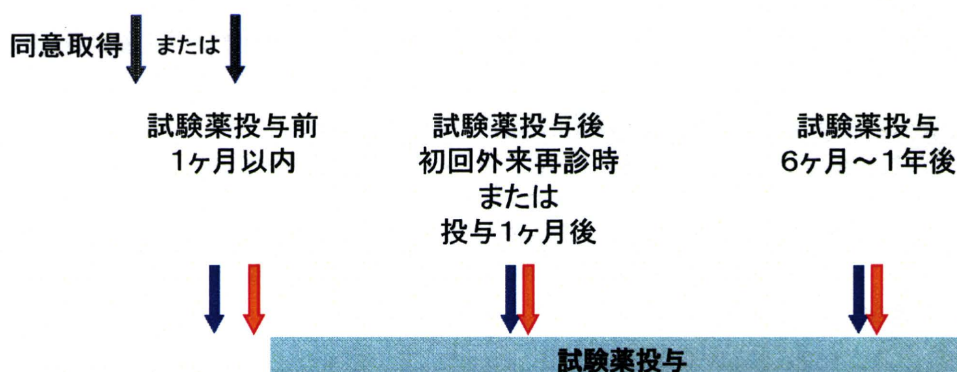 同意取得 または
試験薬投与前
1ヶ月以内
試験薬投与後
初回外来再診時
または
投与1ヶ月後
試験薬投与
6ヶ月～1年後
試験薬投与